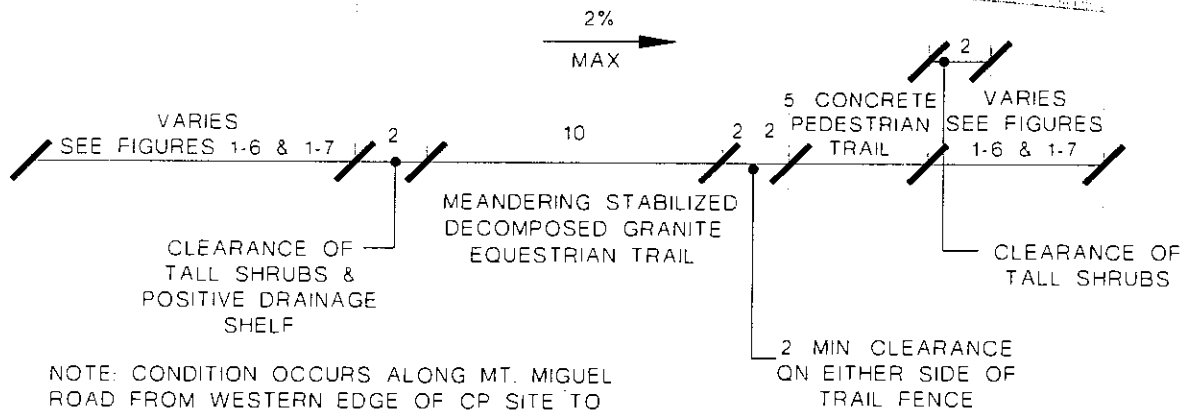 2%
MAX
2
VARIES
SEE FIGURES 1-6 & 1-7
2
10
2 2
5 CONCRETE
PEDESTRIAN
TRAIL
VARIES
SEE FIGURES
1-6 & 1-7
MEANDERING STABILIZED
DECOMPOSED GRANITE
EQUESTRIAN TRAIL
CLEARANCE OF
TALL SHRUBS &
POSITIVE DRAINAGE
SHELF
CLEARANCE OF
TALL SHRUBS
2 MIN CLEARANCE
ON EITHER SIDE OF
TRAIL FENCE
NOTE: CONDITION OCCURS ALONG MT. MIGUEL
ROAD FROM WESTERN EDGE OF CP SITE TO